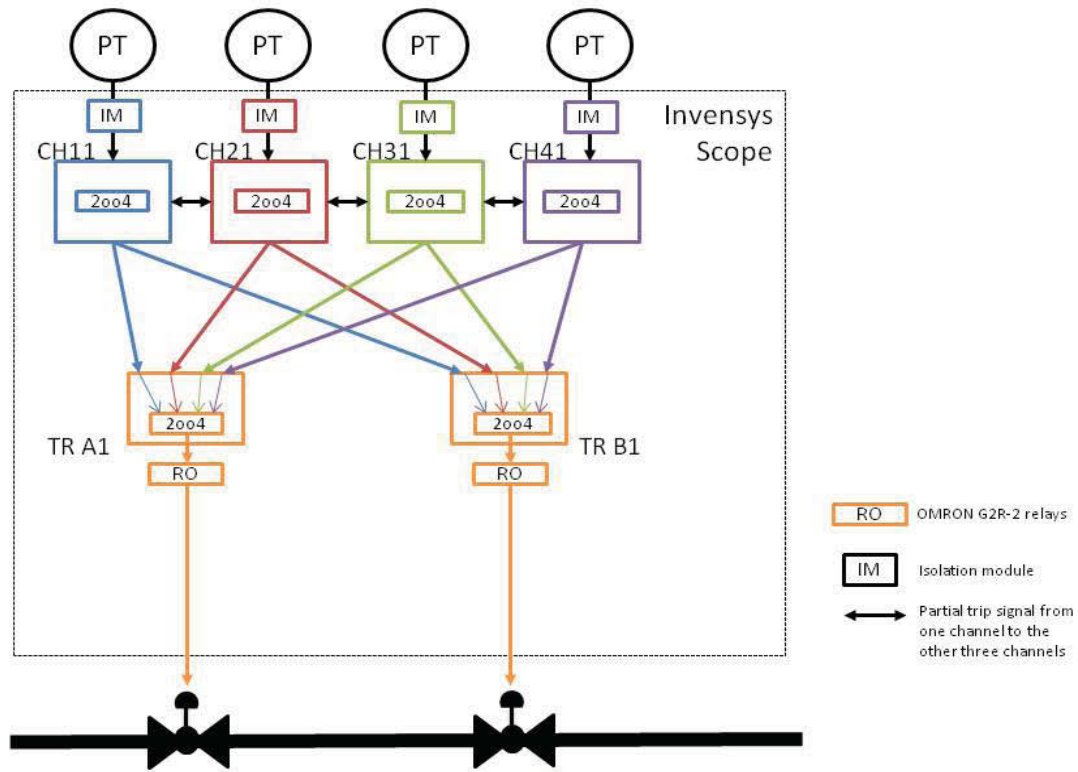 PT PT PT PT
Invensys
Scope
IM IM IM IM
CH11 CH21 CH31 CH41
2oo4 2oo4 2oo4 2oo4
2oo4 2oo4
TR A1 TR B1
RO RO
RO OMRON G2R-2 relays
IM Isolation module
Partial trip signal from
one channel to the
other three channels